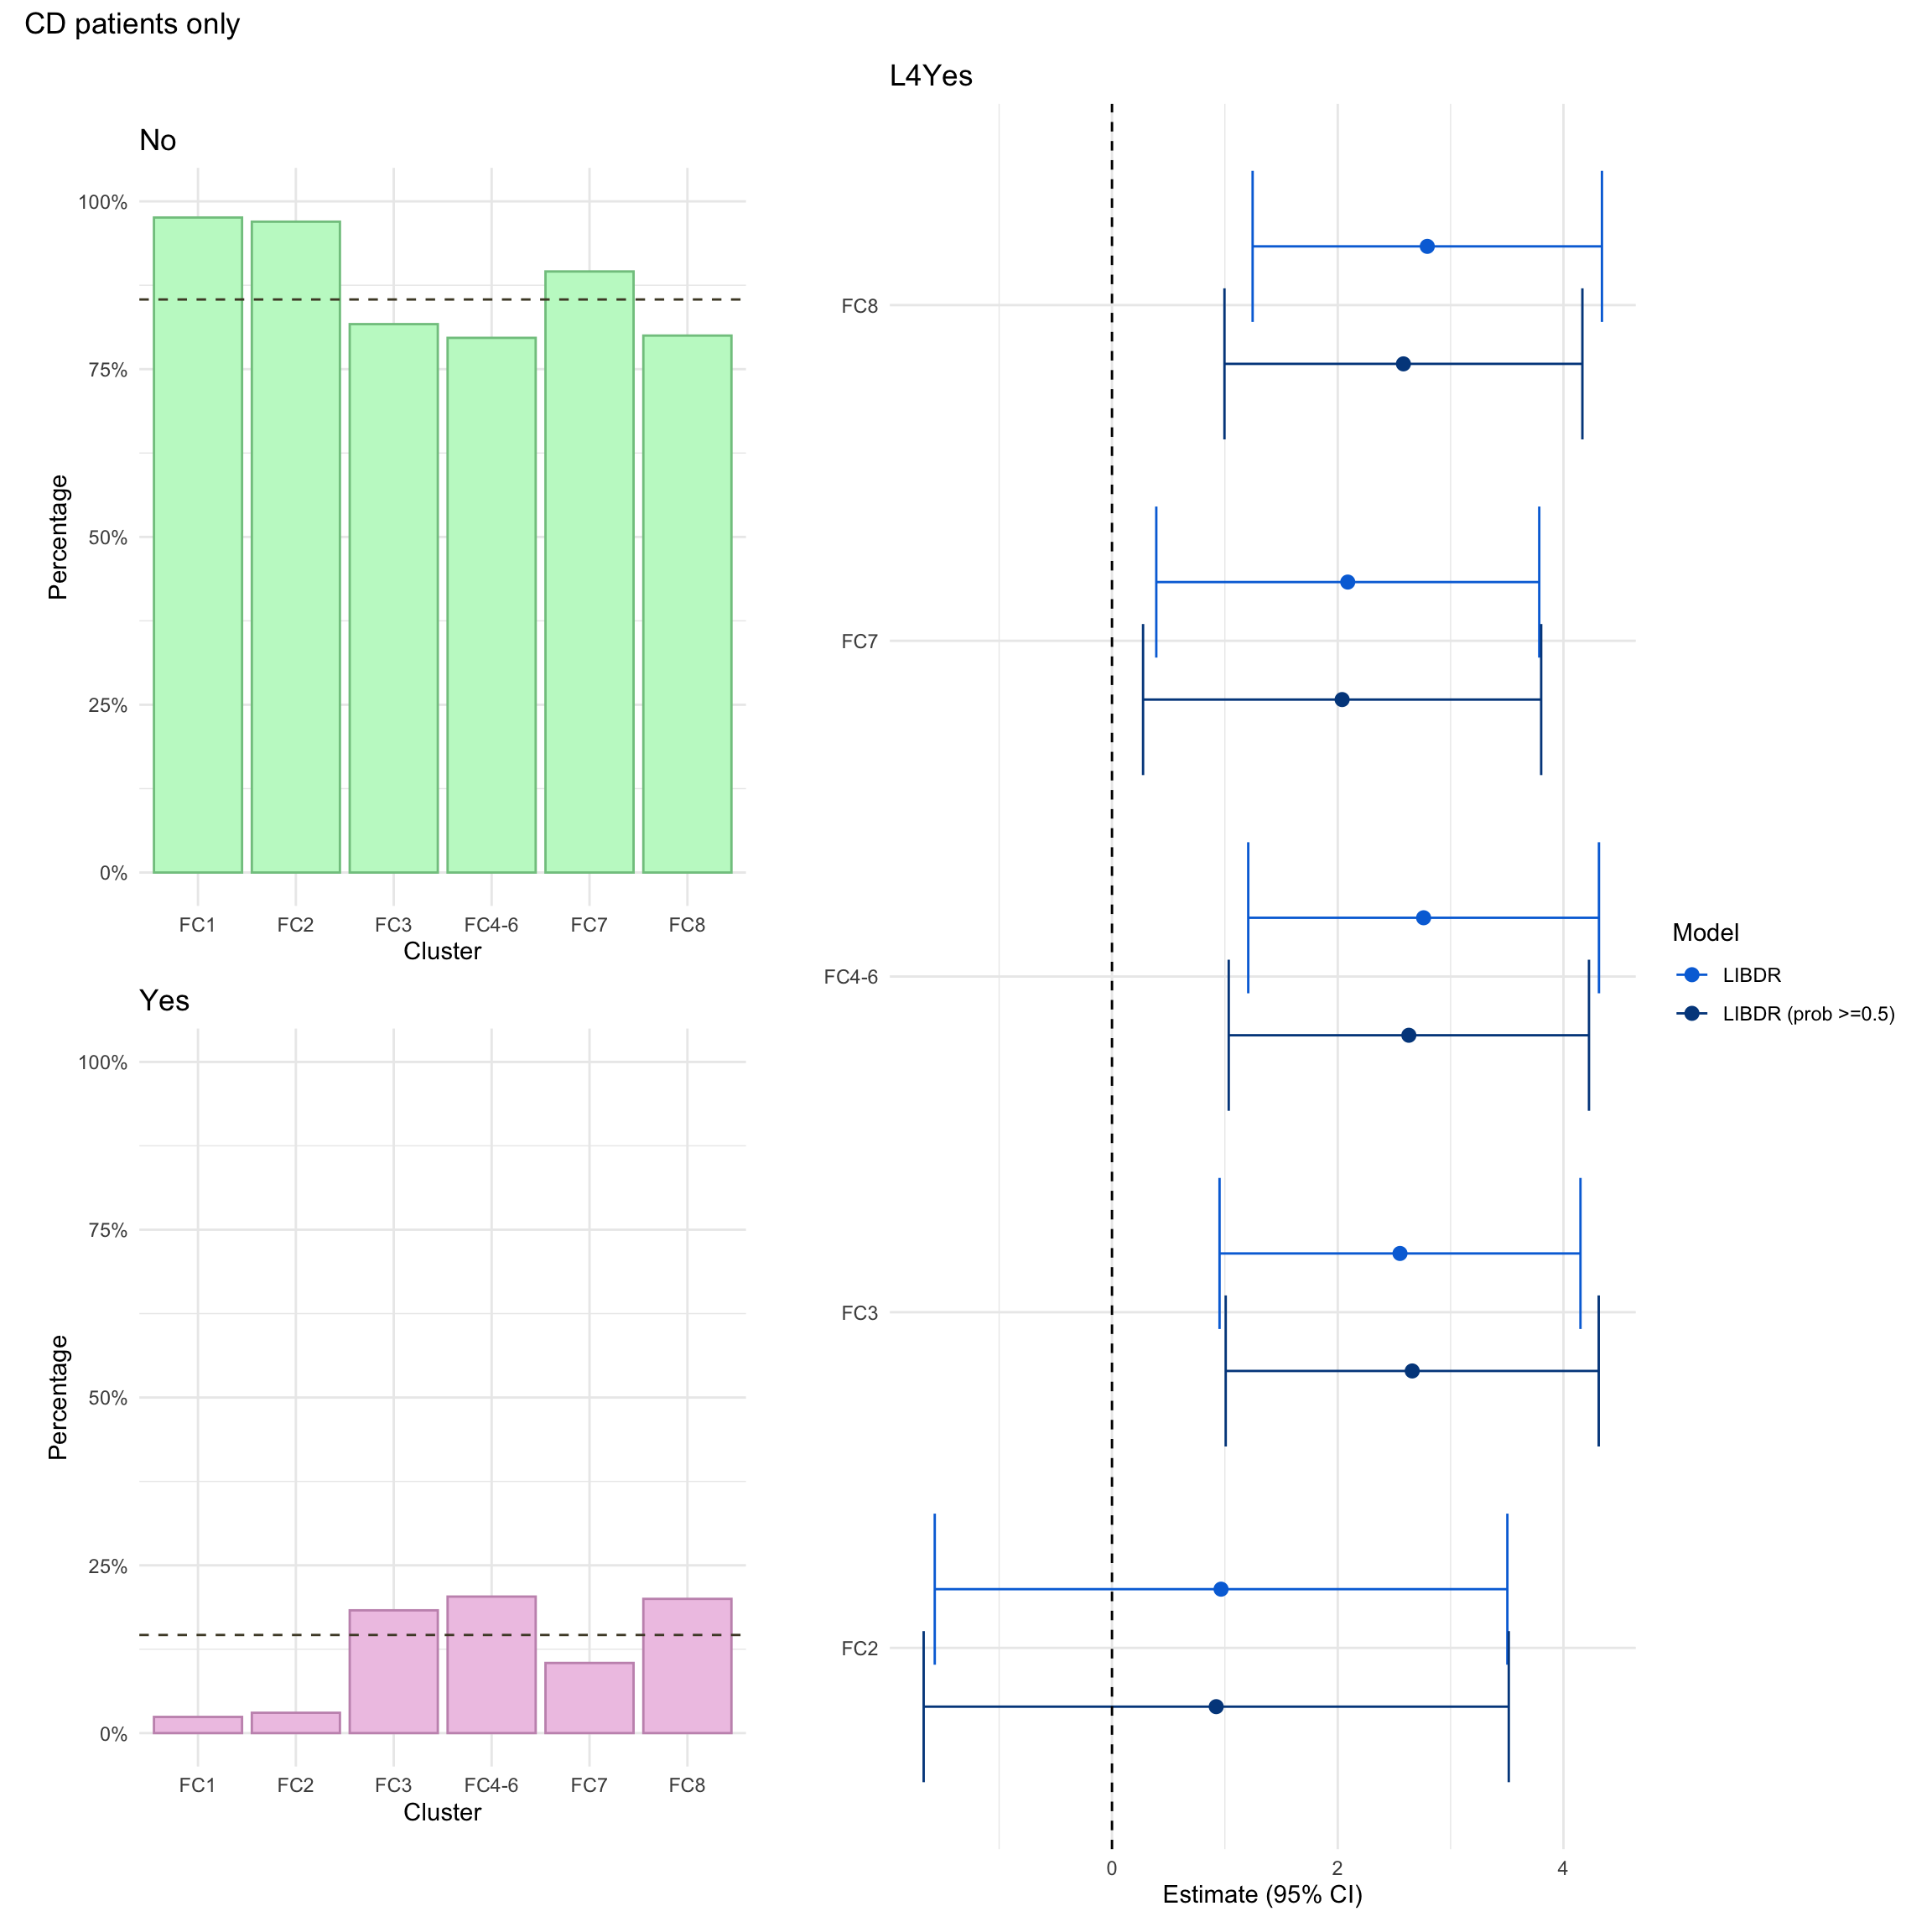 CD patients only
No
100%
75%
50%
25%
0%
Percentage
FC1 FC2 FC3 FC4-6 FC7 FC8
Cluster
Yes
100%
75%
50%
25%
0%
Percentage
FC1 FC2 FC3 FC4-6 FC7 FC8
Cluster
L4Yes
FC8
FC7
FC4-6
FC3
FC2
0 2 4
Estimate (95% CI)
Model
LIBDR
LIBDR (prob >=0.5)